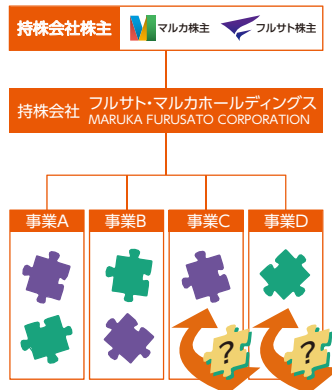 持株会社株主 マルカ株主 フルサト株主
持株会社 フルサト・マルカホールディングス
MARUKA FURUSATO CORPORATION
事業A 事業B 事業C 事業D
? ?